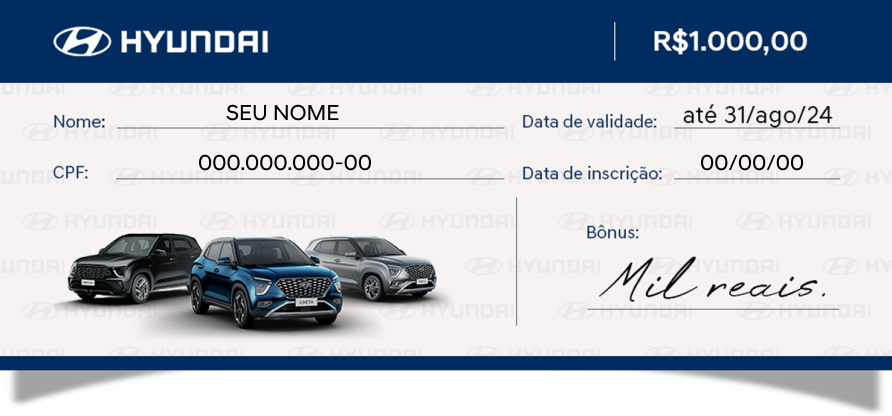 HYUNDAI
R$1.000,00
Nome: SEU NOME
Data de validade: até 31/ago/24
CPF: 000.000.000-00
Data de inscrição: 00/00/00
Bônus:
Mil reais.
CRETA